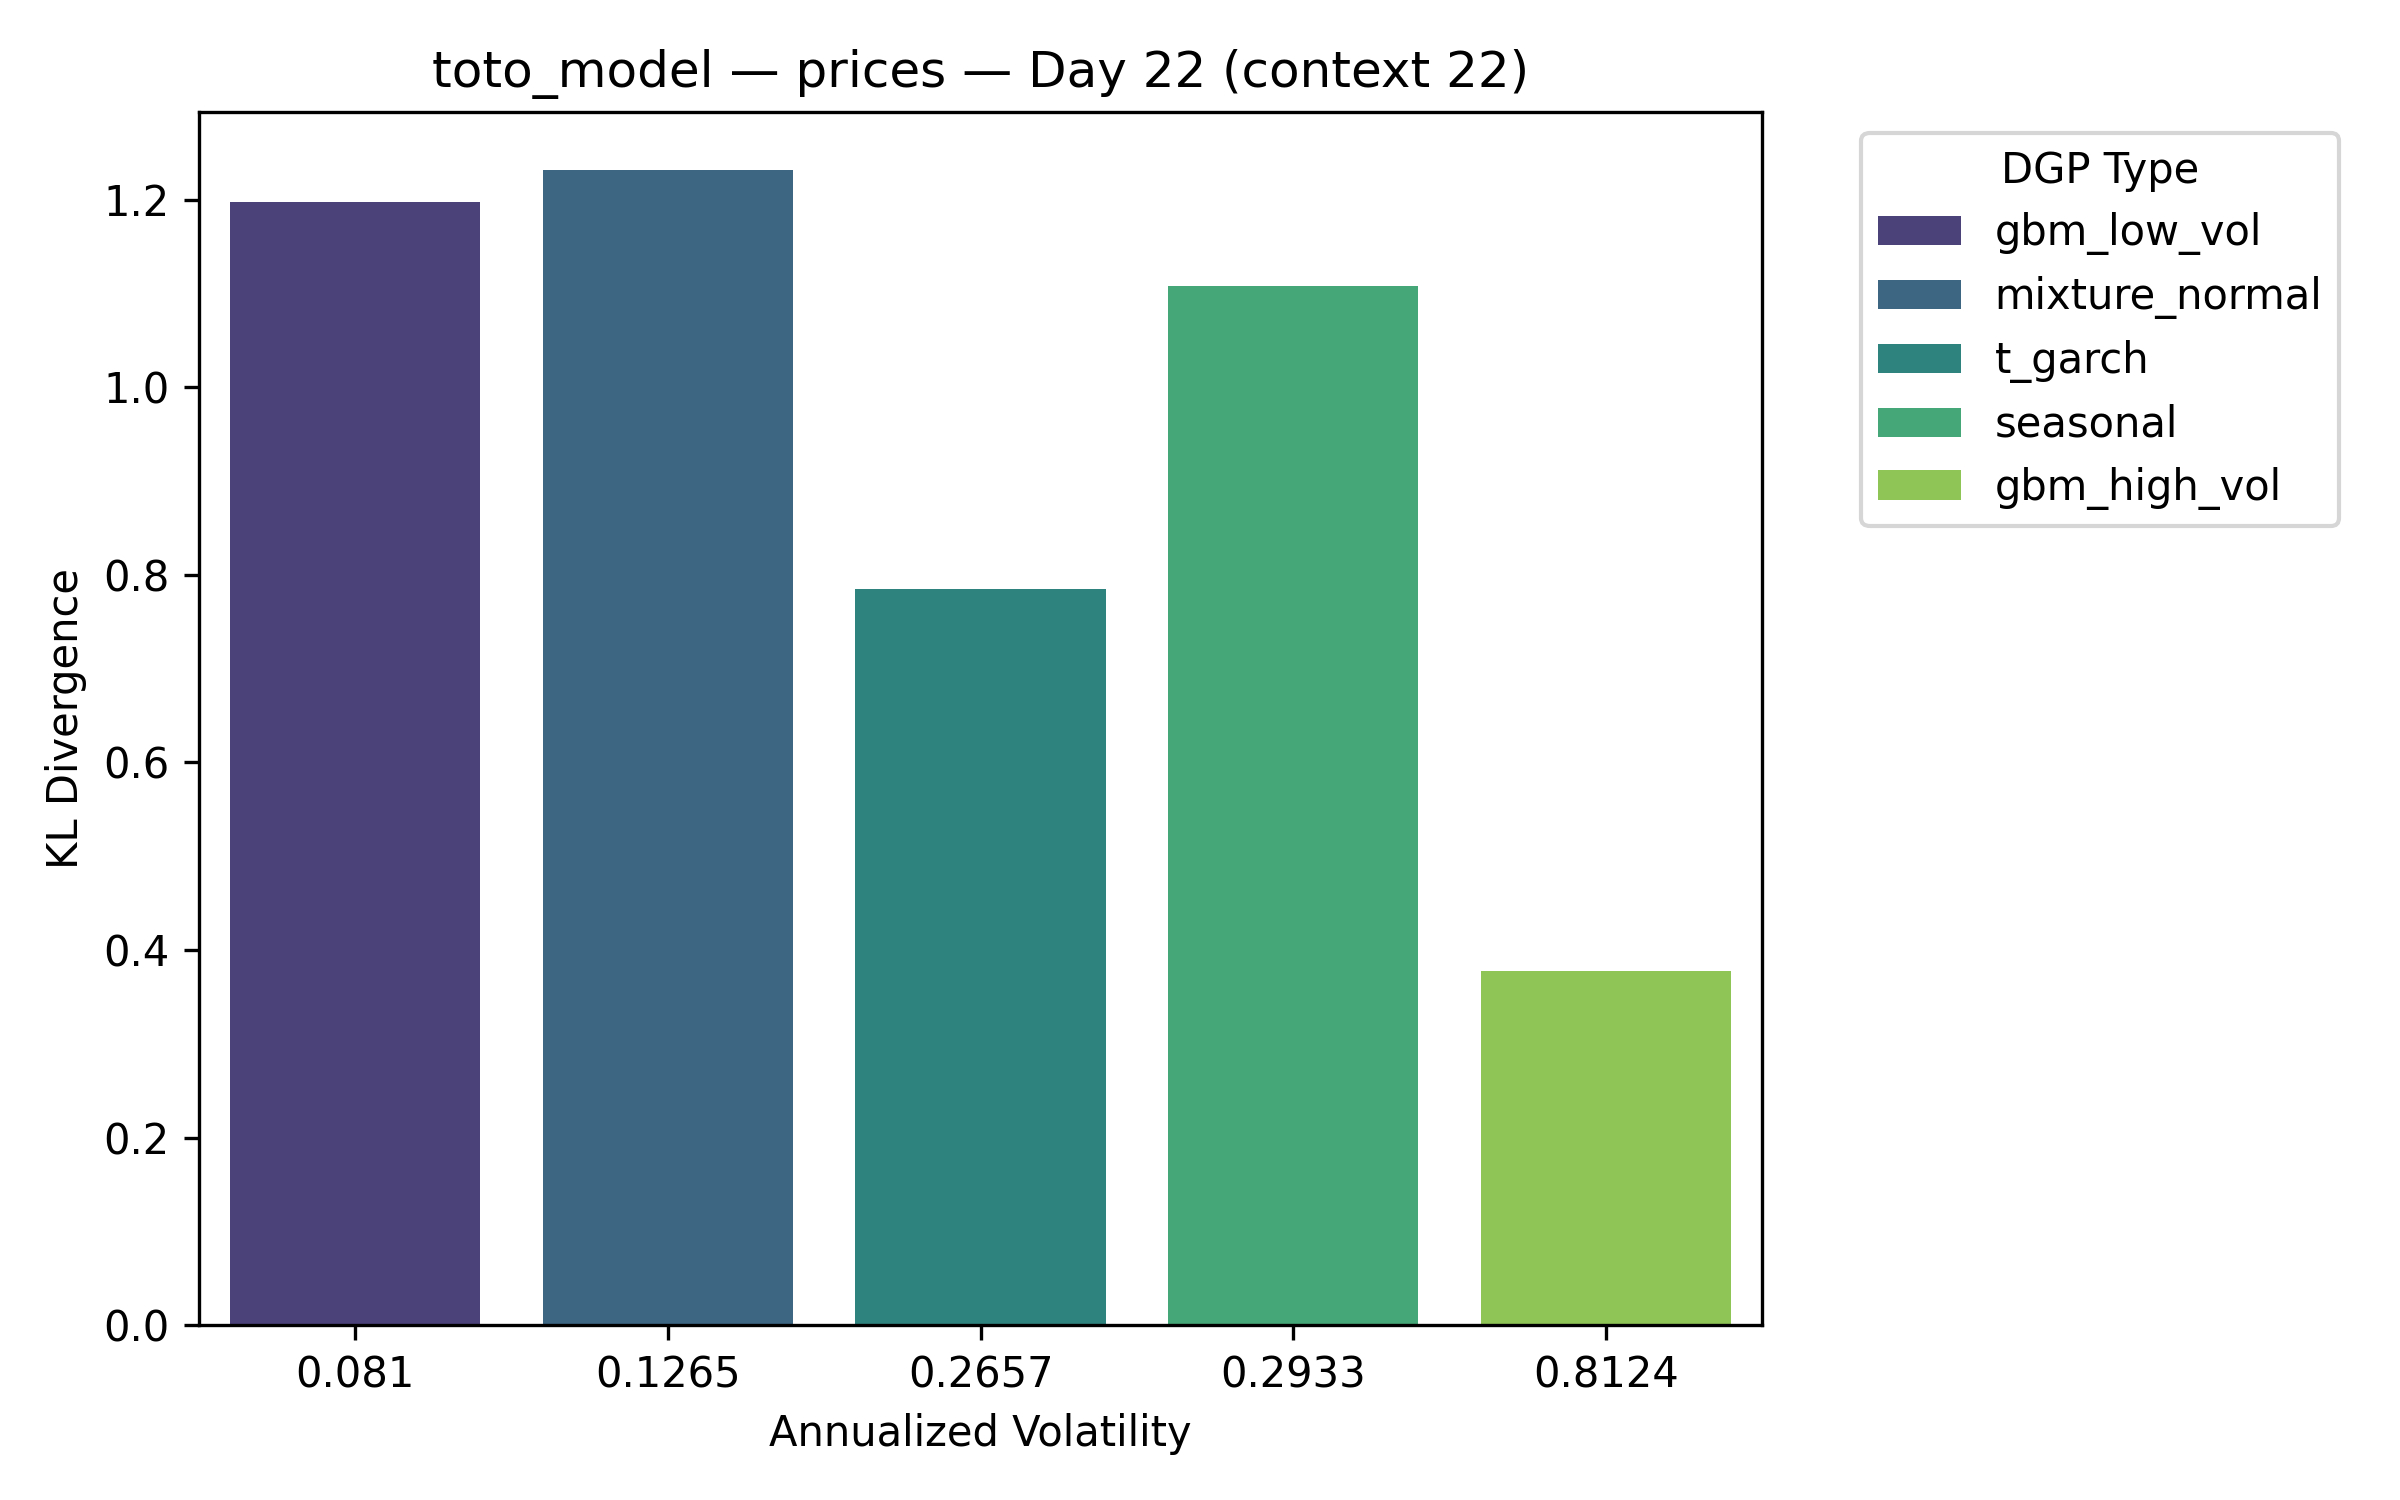 toto_model — prices — Day 22 (context 22)
KL Divergence
1.2
1.0
0.8
0.6
0.4
0.2
0.0
0.081 0.1265 0.2657 0.2933 0.8124
Annualized Volatility
DGP Type
gbm_low_vol
mixture_normal
t_garch
seasonal
gbm_high_vol